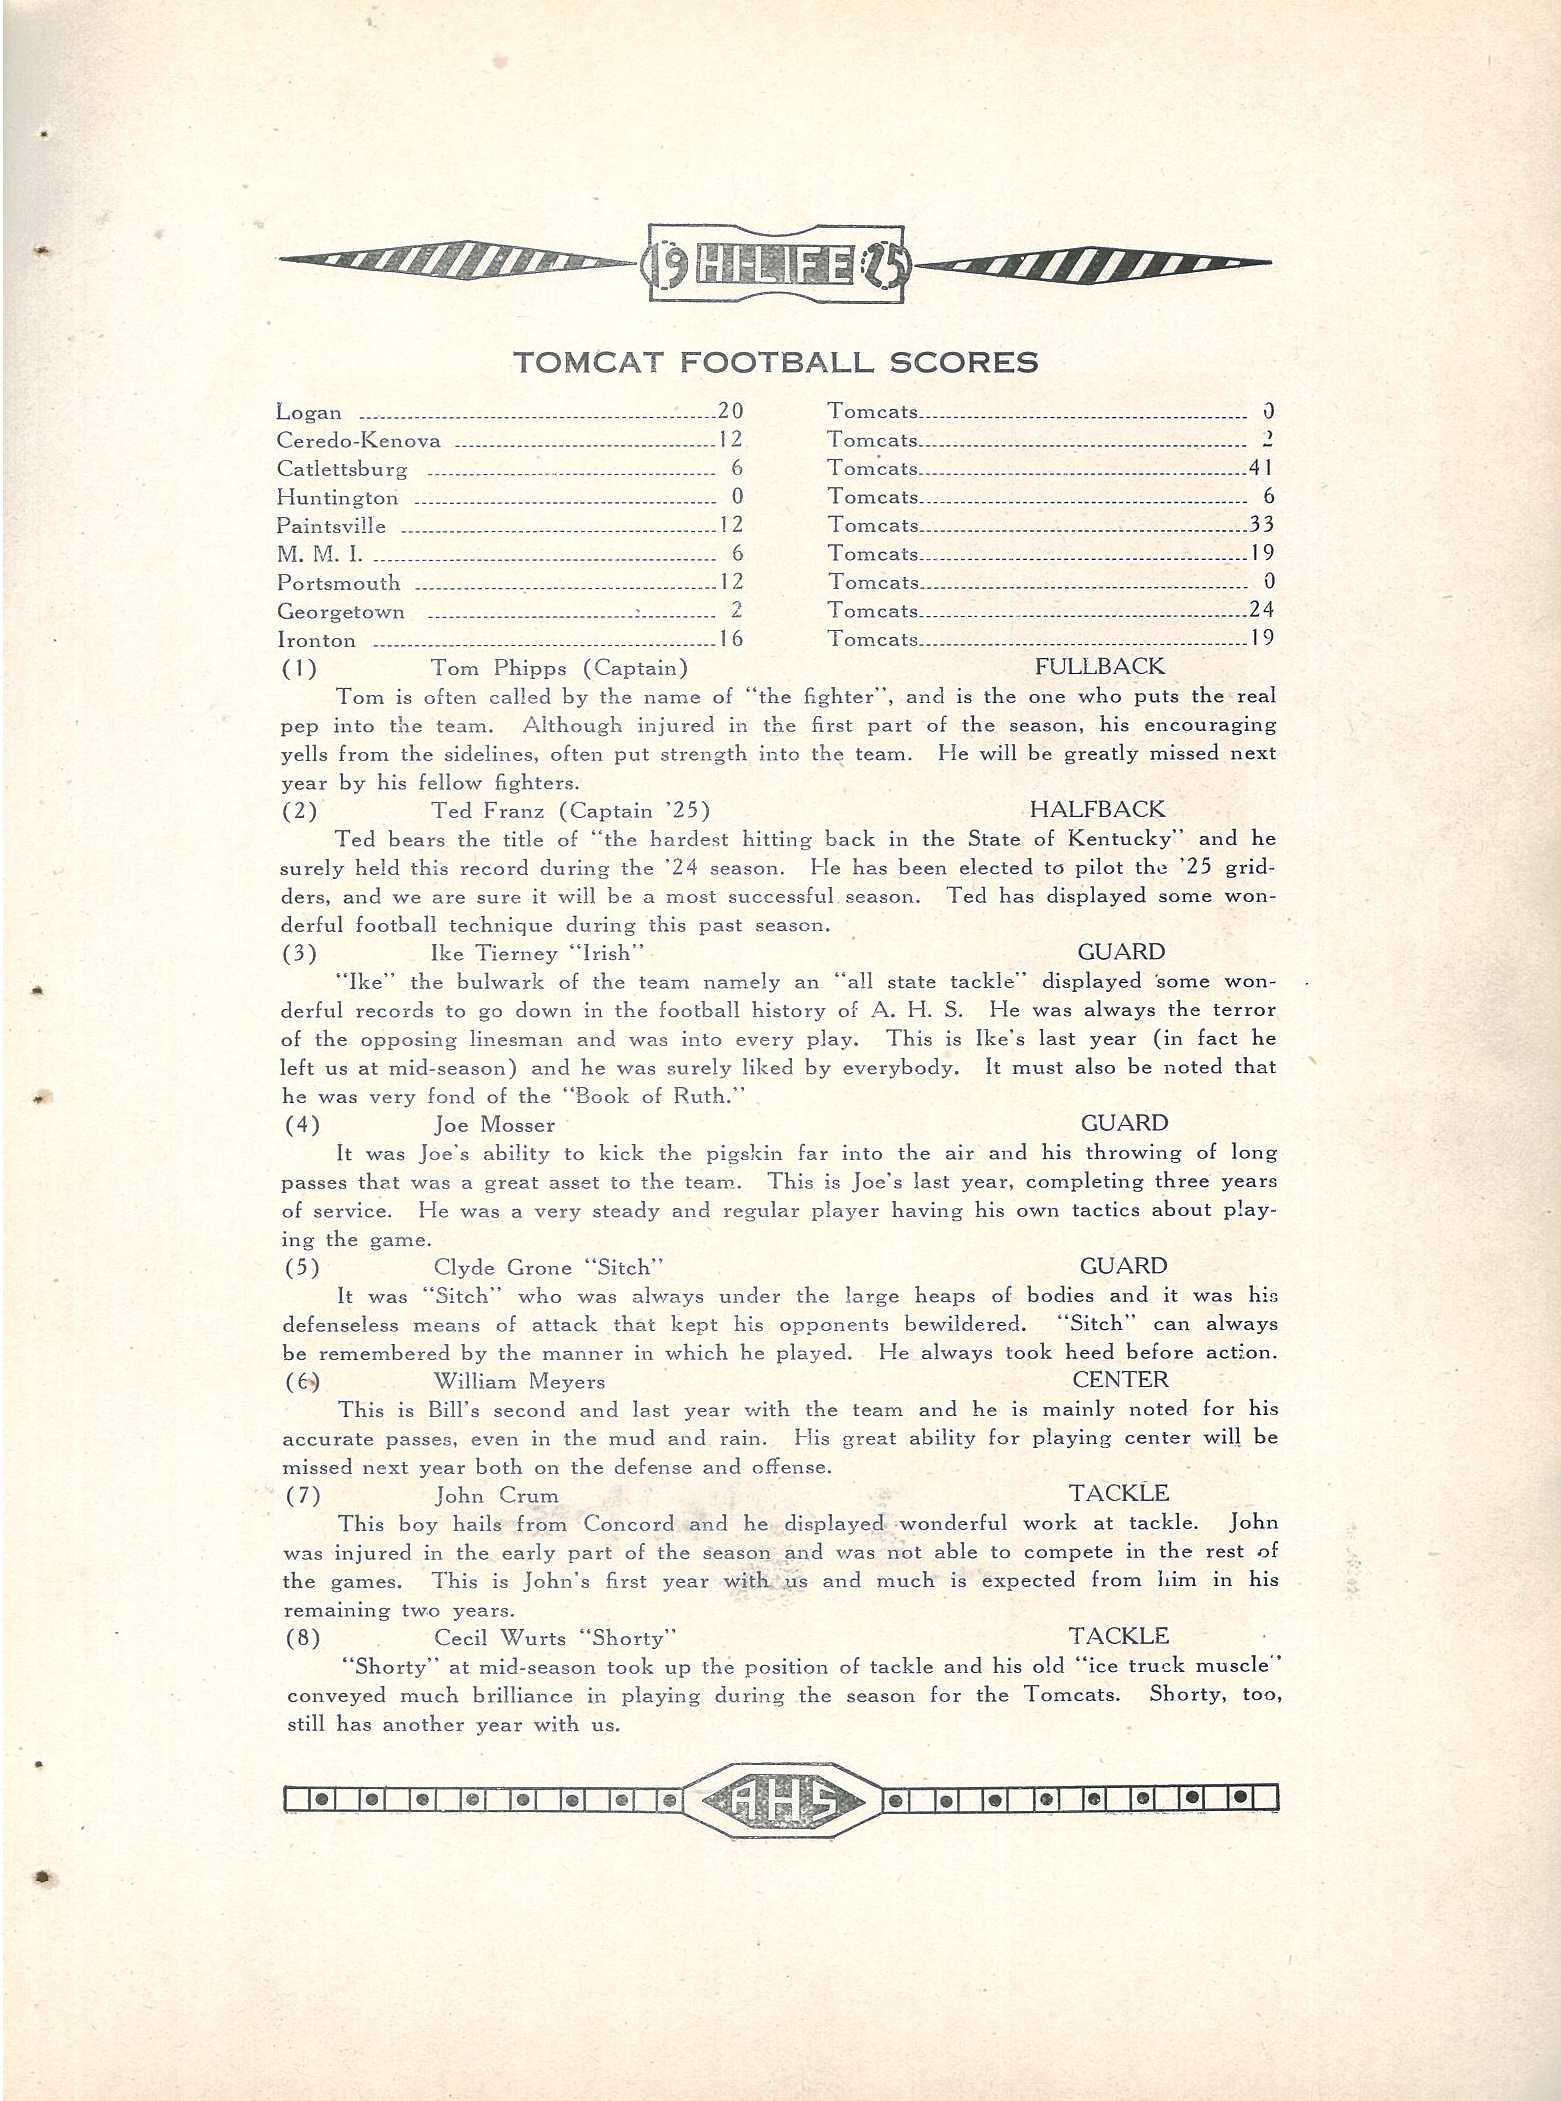 19 HI-LIFE 25
TOMCAT FOOTBALL SCORES
Logan 20 Tomcats 0
Ceredo-Kenova 12 Tomcats 2
Catlettsburg 6 Tomcats 41
Huntington 0 Tomcats 6
Paintsville 12 Tomcats 33
M. M. I. 6 Tomcats 19
Portsmouth 12 Tomcats 0
Georgetown 2 Tomcats 24
Ironton 16 Tomcats 19
(1) Tom Phipps (Captain) FULLBACK
Tom is often called by the name of "the fighter", and is the one who puts the real
pep into the team. Although injured in the first part of the season, his encouraging
yells from the sidelines, often put strength into the team. He will be greatly missed next
year by his fellow fighters.
(2) Ted Franz (Captain '25) HALFBACK
Ted bears the title of "the hardest hitting back in the State of Kentucky" and he
surely held this record during the '24 season. He has been elected to pilot the '25 grid-
ders, and we are sure it will be a most successful season. Ted has displayed some won-
derful football technique during this past season.
(3) Ike Tierney "Irish" GUARD
"Ike" the bulwark of the team namely an "all state tackle" displayed some won-
derful records to go down in the football history of A. H. S. He was always the terror
of the opposing linesman and was into every play. This is Ike's last year (in fact he
left us at mid-season) and he was surely liked by everybody. It must also be noted that
he was very fond of the "Book of Ruth."
(4) Joe Mosser GUARD
It was Joe's ability to kick the pigskin far into the air and his throwing of long
passes that was a great asset to the team. This is Joe's last year, completing three years
of service. He was a very steady and regular player having his own tactics about play-
ing the game.
(5) Clyde Grone "Sitch" GUARD
It was "Sitch" who was always under the large heaps of bodies and it was his
defenseless means of attack that kept his opponents bewildered. "Sitch" can always
be remembered by the manner in which he played. He always took heed before action.
(6) William Meyers CENTER
This is Bill's second and last year with the team and he is mainly noted for his
accurate passes, even in the mud and rain. His great ability for playing center will be
missed next year both on the defense and offense.
(7) John Crum TACKLE
This boy hails from Concord and he displayed wonderful work at tackle. John
was injured in the early part of the season and was not able to compete in the rest of
the games. This is John's first year with us and much is expected from him in his
remaining two years.
(8) Cecil Wurts "Shorty" TACKLE
"Shorty" at mid-season took up the position of tackle and his old "ice truck muscle"
conveyed much brilliance in playing during the season for the Tomcats. Shorty, too,
still has another year with us.
AHS